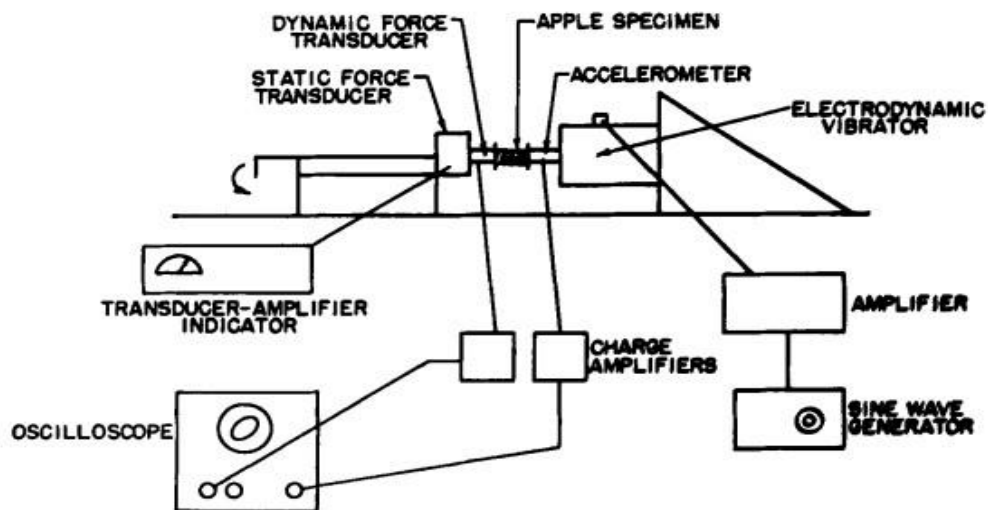 DYNAMIC FORCE
TRANSDUCER
APPLE SPECIMEN
STATIC FORCE
TRANSDUCER
ACCELEROMETER
ELECTRODYNAMIC
VIBRATOR
TRANSDUCER-AMPLIFIER
INDICATOR
AMPLIFIER
CHARGE
AMPLIFIERS
OSCILLOSCOPE
SINE WAVE
GENERATOR